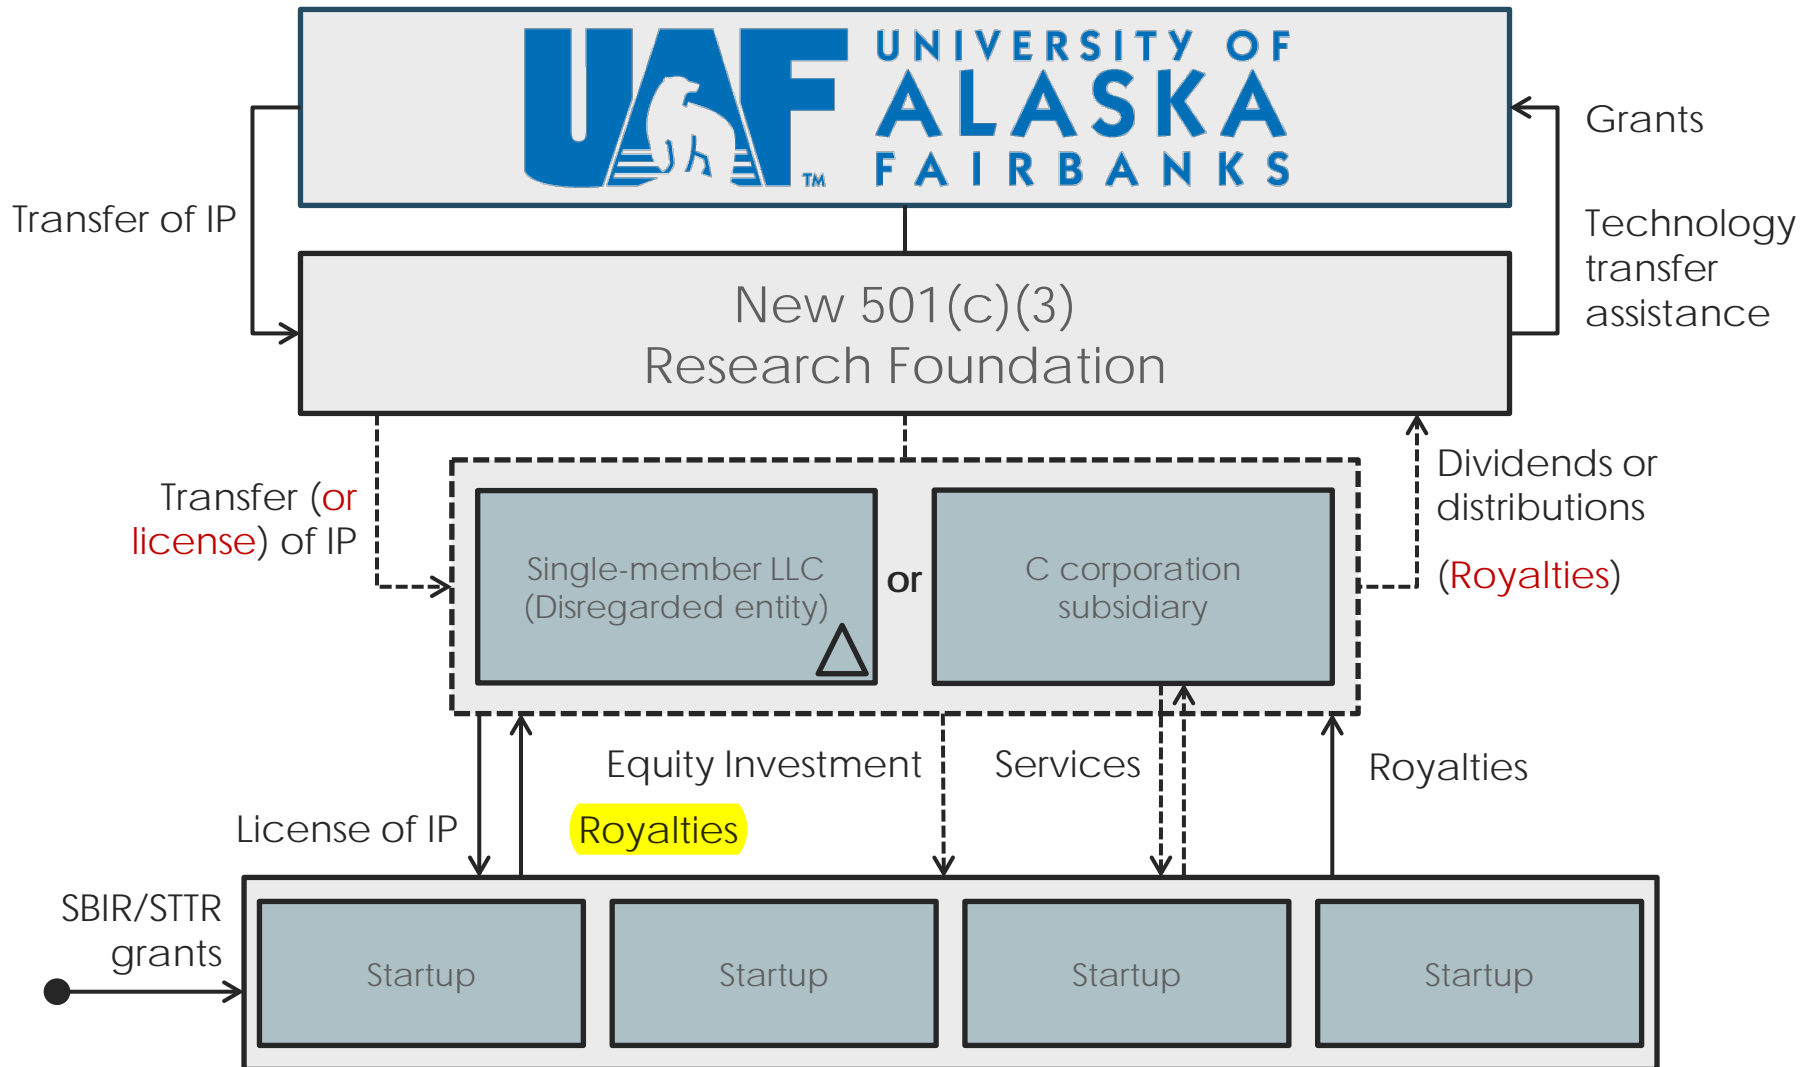 UAF
TM
UNIVERSITY OF
ALASKA
FAIRBANKS
Grants
Transfer of IP
Technology
transfer
assistance
New 501(c)(3)
Research Foundation
Transfer (or
license) of IP
Dividends or
distributions
(Royalties)
Single-member LLC
(Disregarded entity)
or
C corporation
subsidiary
Equity Investment
Services
Royalties
License of IP
Royalties
SBIR/STTR
grants
Startup
Startup
Startup
Startup